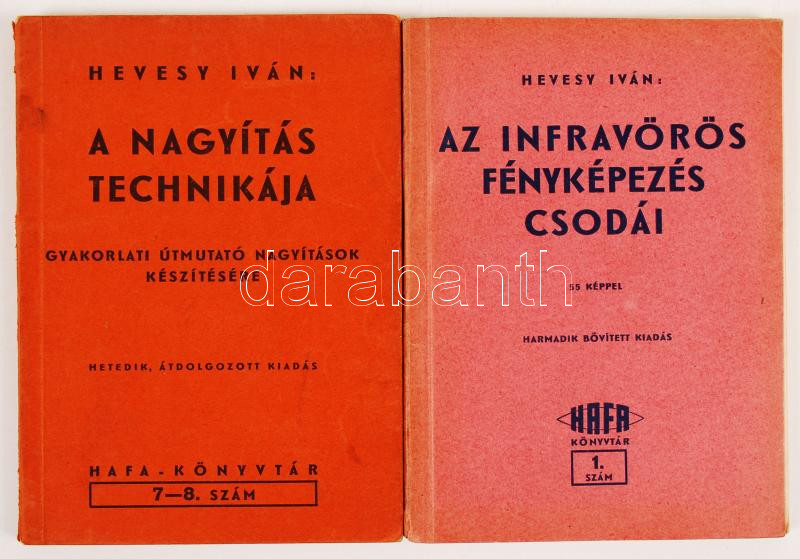 HEVESY IVÁN:
A NAGYÍTÁS
TECHNIKÁJA
GYAKORLATI ÚTMUTATÓ NAGYÍTÁSOK
KÉSZÍTÉSÉRE
HETEDIK, ÁTDOLGOZOTT KIADÁS
HAFA-KÖNYVTÁR
7—8. SZÁM
HEVESY IVÁN:
AZ INFRAVÖRÖS
FÉNYKÉPEZÉS
CSODÁI
55 KÉPPEL
HARMADIK BŐVÍTETT KIADÁS
HAFA
KÖNYVTÁR
1.
SZÁM
darabanth